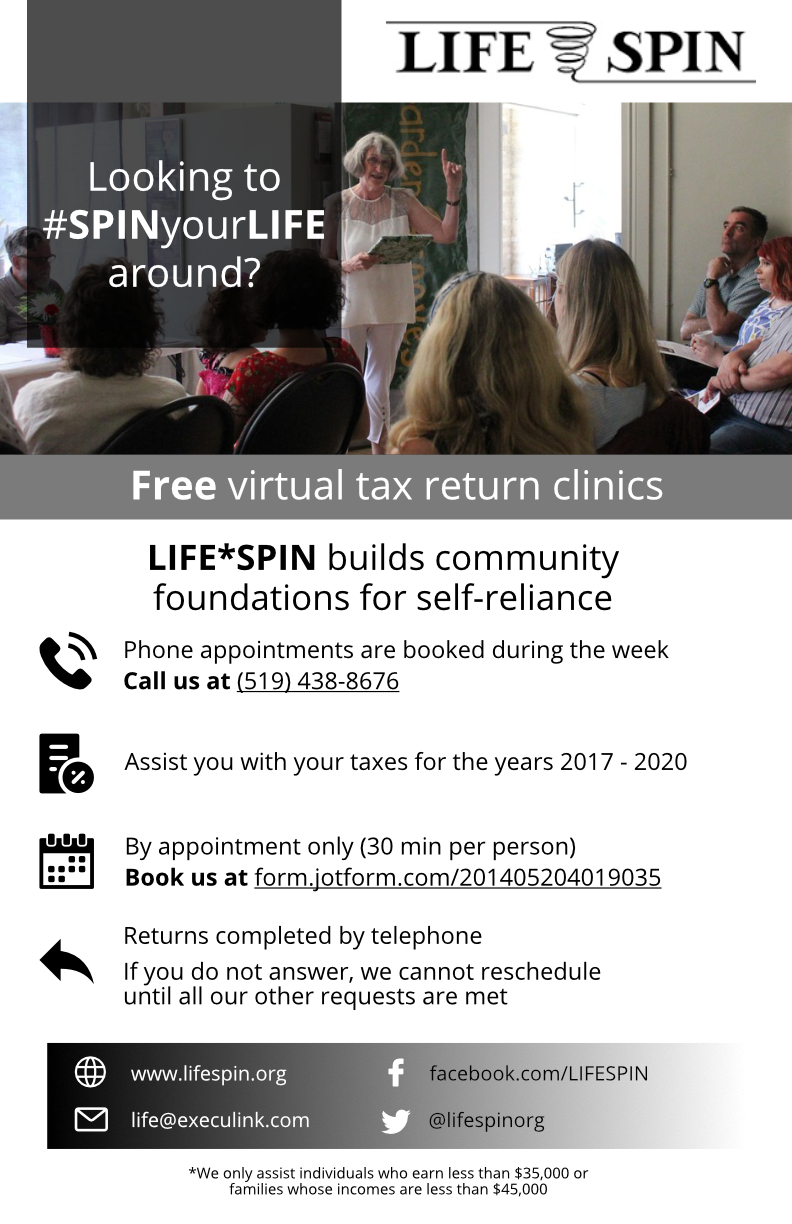 LIFE SPIN
Looking to
#SPINyourLIFE
around?
Free virtual tax return clinics
LIFE*SPIN builds community
foundations for self-reliance
Phone appointments are booked during the week
Call us at (519) 438-8676
Assist you with your taxes for the years 2017 - 2020
By appointment only (30 min per person)
Book us at form.jotform.com/201405204019035
Returns completed by telephone
If you do not answer, we cannot reschedule
until all our other requests are met
www.lifespin.org
facebook.com/LIFESPIN
life@execulink.com
@lifespinorg
*We only assist individuals who earn less than $35,000 or
families whose incomes are less than $45,000